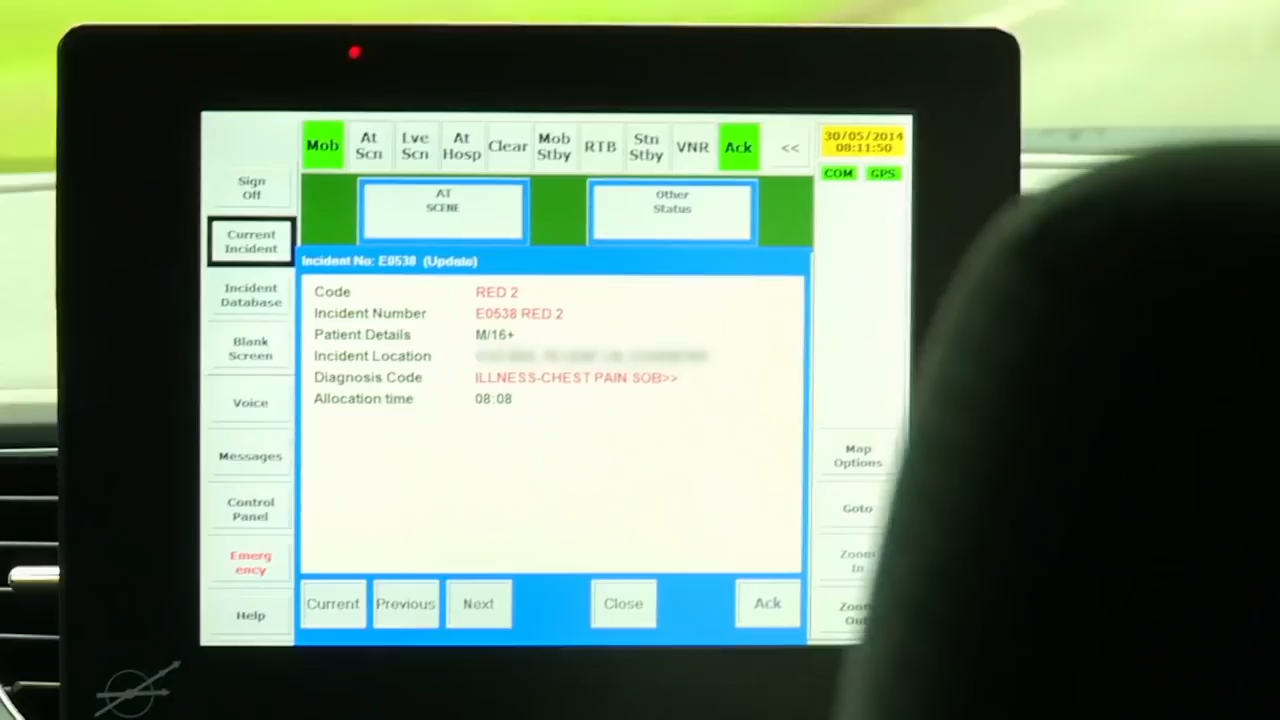 Mob
At
Scn
Lve
Scn
At
Hosp
Clear
Mob
Stby
RTB
Stn
Stby
VNR
Ack
<<
30/05/2014
08:11:50
COM GPS
Sign
Off
Current
Incident
Incident
Database
Blank
Screen
Voice
Messages
Control
Panel
Emerg
ency
Help
AT
SCENE
Other
Status
Incident No: E0538 (Update)
Code RED 2
Incident Number E0538 RED 2
Patient Details M/16+
Incident Location
Diagnosis Code ILLNESS-CHEST PAIN SOB>>
Allocation time 08:08
Current Previous Next Close Ack
Map
Options
Goto
Zoom
In
Zoom
Out